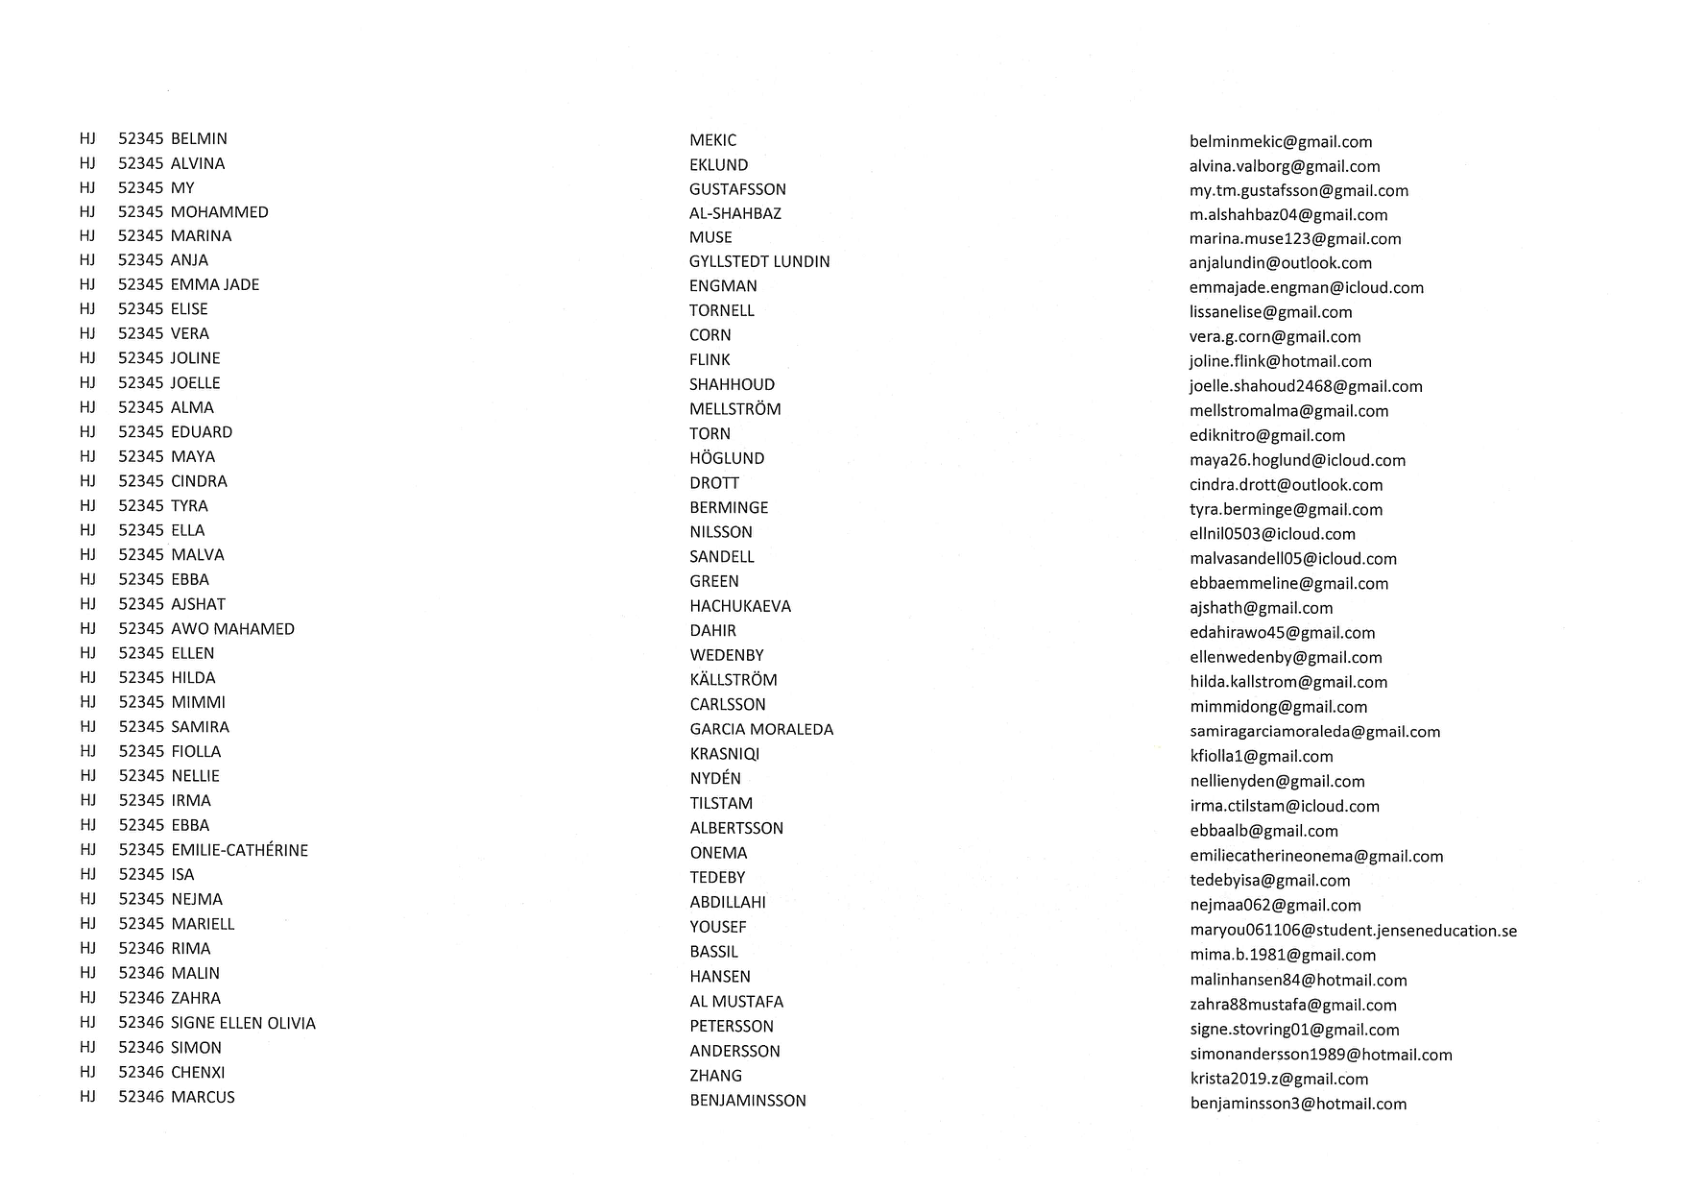 HJ 52345 BELMIN MEKIC belminmekic@gmail.com
HJ 52345 ALVINA EKLUND alvina.valborg@gmail.com
HJ 52345 MY GUSTAFSSON my.tm.gustafsson@gmail.com
HJ 52345 MOHAMMED AL-SHAHBAZ m.alshahbaz04@gmail.com
HJ 52345 MARINA MUSE marina.muse123@gmail.com
HJ 52345 ANJA GYLLSTEDT LUNDIN anjalundin@outlook.com
HJ 52345 EMMA JADE ENGMAN emmajade.engman@icloud.com
HJ 52345 ELISE TORNELL lissanelise@gmail.com
HJ 52345 VERA CORN vera.g.corn@gmail.com
HJ 52345 JOLINE FLINK joline.flink@hotmail.com
HJ 52345 JOELLE SHAHHOUD joelle.shahoud2468@gmail.com
HJ 52345 ALMA MELLSTRÖM mellstromalma@gmail.com
HJ 52345 EDUARD TORN ediknitro@gmail.com
HJ 52345 MAYA HÖGLUND maya26.hoglund@icloud.com
HJ 52345 CINDRA DROTT cindra.drott@outlook.com
HJ 52345 TYRA BERMINGE tyra.berminge@gmail.com
HJ 52345 ELLA NILSSON ellnil0503@icloud.com
HJ 52345 MALVA SANDELL malvasandell05@icloud.com
HJ 52345 EBBA GREEN ebbaemmeline@gmail.com
HJ 52345 AJSHAT HACHUKAEVA ajshath@gmail.com
HJ 52345 AWO MAHAMED DAHIR edahirawo45@gmail.com
HJ 52345 ELLEN WEDENBY ellenwedenby@gmail.com
HJ 52345 HILDA KÄLLSTRÖM hilda.kallstrom@gmail.com
HJ 52345 MIMMI CARLSSON mimmidong@gmail.com
HJ 52345 SAMIRA GARCIA MORALEDA samiragarciamoraleda@gmail.com
HJ 52345 FIOLLA KRASNIQI kfiolla1@gmail.com
HJ 52345 NELLIE NYDÉN nellienyden@gmail.com
HJ 52345 IRMA TILSTAM irma.ctilstam@icloud.com
HJ 52345 EBBA ALBERTSSON ebbaalb@gmail.com
HJ 52345 EMILIE-CATHÉRINE ONEMA emiliecatherineonema@gmail.com
HJ 52345 ISA TEDEBY tedebyisa@gmail.com
HJ 52345 NEJMA ABDILLAHI nejmaa062@gmail.com
HJ 52345 MARIELL YOUSEF maryou061106@student.jenseneducation.se
HJ 52346 RIMA BASSIL mima.b.1981@gmail.com
HJ 52346 MALIN HANSEN malinhansen84@hotmail.com
HJ 52346 ZAHRA AL MUSTAFA zahra88mustafa@gmail.com
HJ 52346 SIGNE ELLEN OLIVIA PETERSSON signe.stovring01@gmail.com
HJ 52346 SIMON ANDERSSON simonandersson1989@hotmail.com
HJ 52346 CHENXI ZHANG krista2019.z@gmail.com
HJ 52346 MARCUS BENJAMINSSON benjaminsson3@hotmail.com